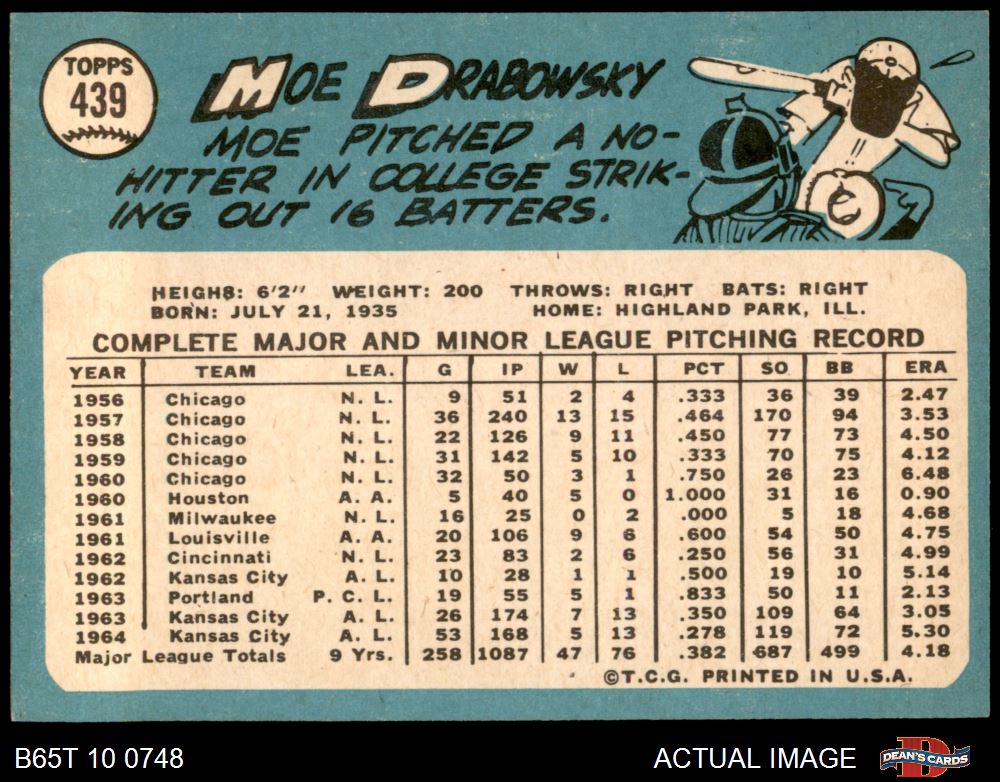 TOPPS
439
MOE DRABOWSKY
MOE PITCHED A NO-
HITTER IN COLLEGE STRIK-
ING OUT 16 BATTERS.
HEIGH8: 6'2" WEIGHT: 200 THROWS: RIGHT BATS: RIGHT
BORN: JULY 21, 1935 HOME: HIGHLAND PARK, ILL.
COMPLETE MAJOR AND MINOR LEAGUE PITCHING RECORD
YEAR TEAM LEA. G IP W L PCT SO BB ERA
1956 Chicago N. L. 9 51 2 4 .333 36 39 2.47
1957 Chicago N. L. 36 240 13 15 .464 170 94 3.53
1958 Chicago N. L. 22 126 9 11 .450 77 73 4.50
1959 Chicago N. L. 31 142 5 10 .333 70 75 4.12
1960 Chicago N. L. 32 50 3 1 .750 26 23 6.48
1960 Houston A. A. 5 40 5 0 1.000 31 16 0.90
1961 Milwaukee N. L. 16 25 0 2 .000 5 18 4.68
1961 Louisville A. A. 20 106 9 6 .600 54 50 4.75
1962 Cincinnati N. L. 23 83 2 6 .250 56 31 4.99
1962 Kansas City A. L. 10 28 1 1 .500 19 10 5.14
1963 Portland P. C. L. 19 55 5 1 .833 50 11 2.13
1963 Kansas City A. L. 26 174 7 13 .350 109 64 3.05
1964 Kansas City A. L. 53 168 5 13 .278 119 72 5.30
Major League Totals 9 Yrs. 258 1087 47 76 .382 687 499 4.18
©T.C.G. PRINTED IN U.S.A.
B65T 10 0748 ACTUAL IMAGE DEAN'S CARDS